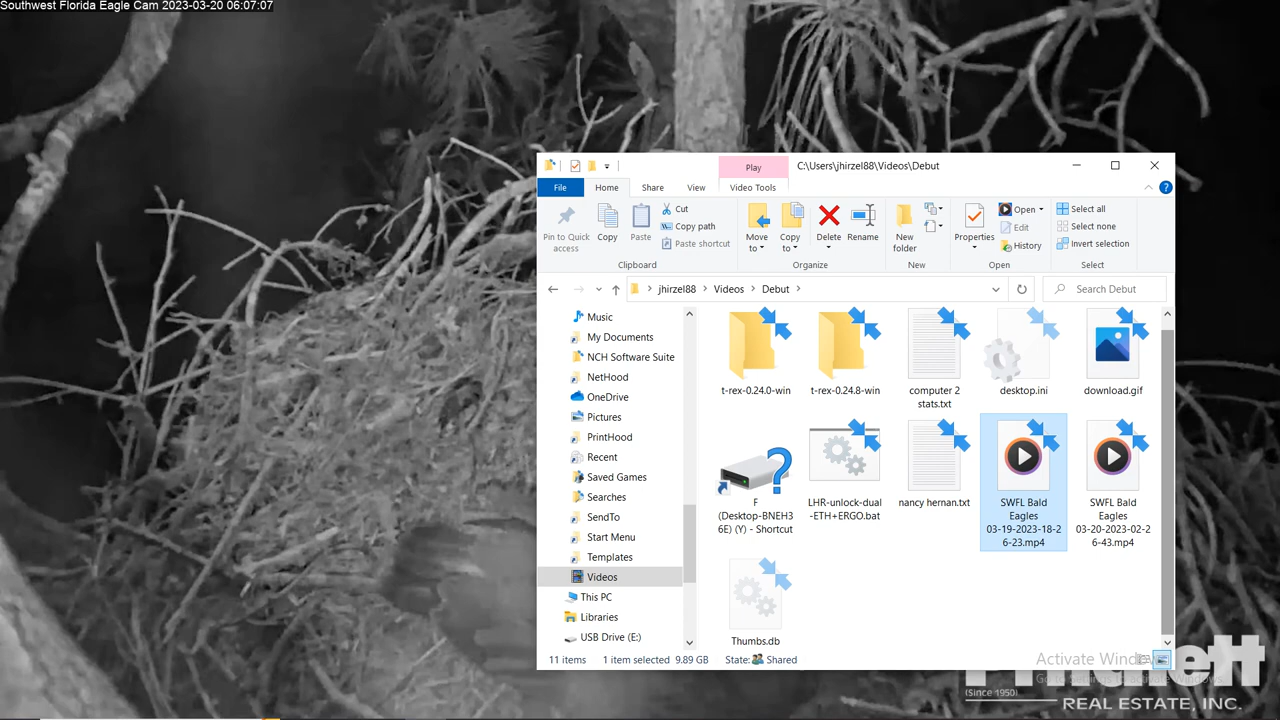 Southwest Florida Eagle Cam 2023-03-20 06:07:07
Play
C:\Users\jhirzel88\Videos\Debut
File
Home
Share
View
Video Tools
Pin to Quick
access
Copy
Paste
Cut
Copy path
Paste shortcut
Move
to
Copy
to
Delete
Rename
New
folder
Properties
Open
Edit
History
Select all
Select none
Invert selection
Clipboard
Organize
New
Open
Select
jhirzel88
Videos
Debut
Search Debut
Music
My Documents
NCH Software Suite
NetHood
OneDrive
Pictures
PrintHood
Recent
Saved Games
Searches
SendTo
Start Menu
Templates
Videos
This PC
Libraries
USB Drive (E:)
t-rex-0.24.0-win
t-rex-0.24.8-win
computer 2
stats.txt
desktop.ini
download.gif
F
(Desktop-BNEH3
6E) (Y) - Shortcut
LHR-unlock-dual
-ETH+ERGO.bat
nancy hernan.txt
SWFL Bald
Eagles
03-19-2023-18-2
6-23.mp4
SWFL Bald
Eagles
03-20-2023-02-2
6-43.mp4
Thumbs.db
11 items
1 item selected 9.89 GB
State: Shared
(Since 1950)
REAL ESTATE, INC.